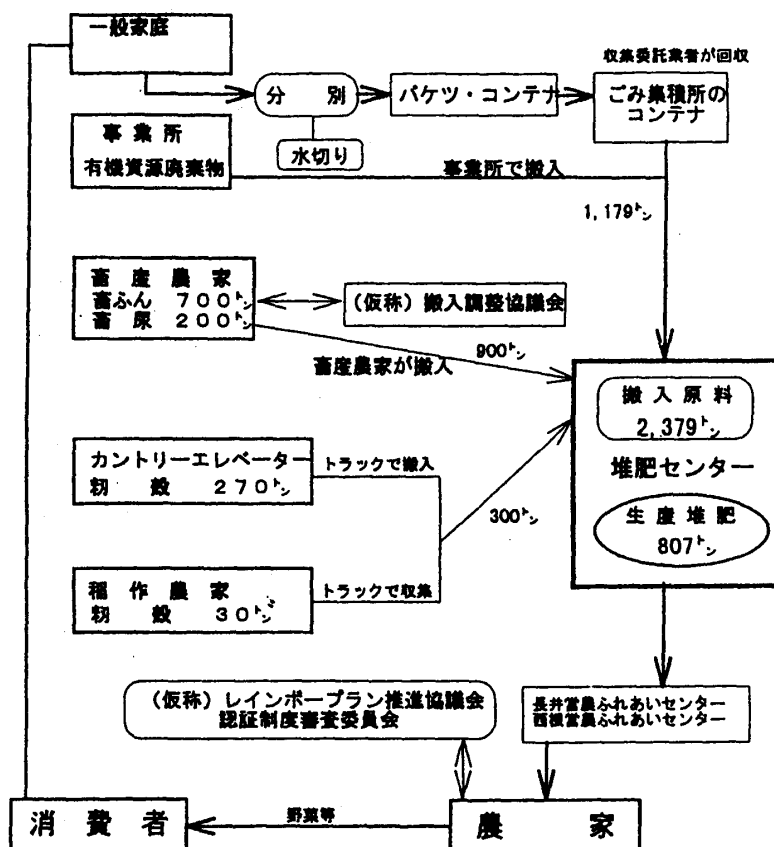 一般家庭
収集委託業者が回収
分 別
バケツ・コンテナ
ごみ集積所の
コンテナ
水切り
事 業 所
有機資源廃棄物
事業所で搬入
1,179トン
畜 産 農 家
畜ふん 700トン
畜 尿 200トン
(仮称)搬入調整協議会
900トン
畜産農家が搬入
搬 入 原 料
2,379トン
堆肥センター
生 産 堆 肥
807トン
カントリーエレベーター
籾 殻 270トン
トラックで搬入
300トン
稲 作 農 家
籾 殻 30トン
トラックで収集
(仮称)レインボープラン推進協議会
認証制度審査委員会
長井営農ふれあいセンター
西根営農ふれあいセンター
消 費 者
野菜等
農 家